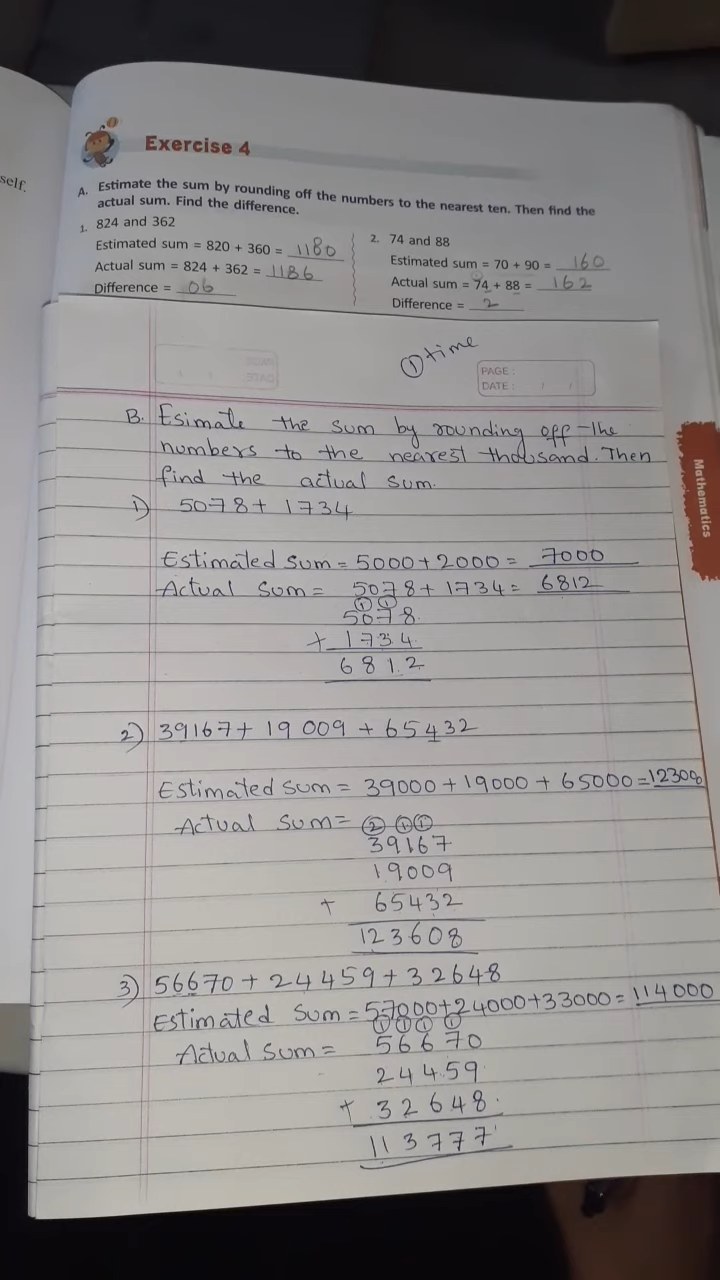 self.
Exercise 4
A. Estimate the sum by rounding off the numbers to the nearest ten. Then find the
actual sum. Find the difference.
1. 824 and 362
Estimated sum = 820 + 360 = 1180
Actual sum = 824 + 362 = 1186
Difference = 06
2. 74 and 88
Estimated sum = 70 + 90 = 160
Actual sum = 74 + 88 = 162
Difference = 2
① time
PAGE:
DATE: / /
B. Esimate the sum by rounding off the
numbers to the nearest thousand. Then
find the actual sum.
1) 5078 + 1734
Estimated sum = 5000 + 2000 = 7000
Actual sum = 5078 + 1734 = 6812
① ①
5078
+ 1734
6812
2) 39167 + 19009 + 65432
Estimated sum = 39000 + 19000 + 65000 = 123000
Actual sum =
② ① ①
39167
19009
+ 65432
123608
3) 56670 + 24459 + 32648
Estimated sum = 57000 + 24000 + 33000 = 114000
① ① ① ①
Actual sum = 56670
24459
+ 32648
113777
Mathematics